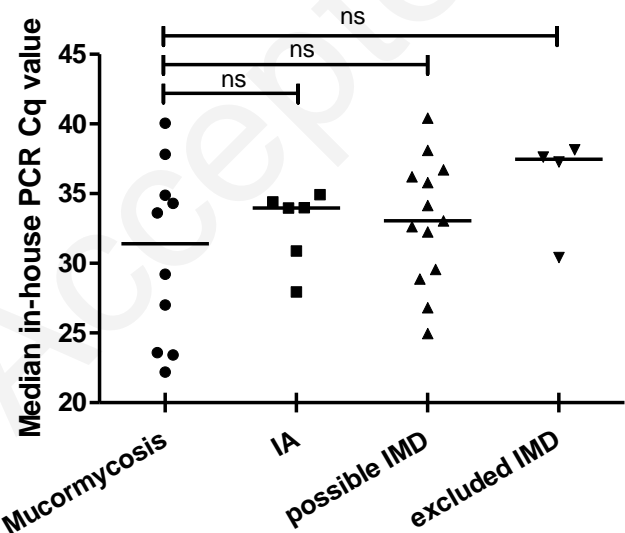 ns
ns
ns
Median in-house PCR Cq value
45
40
35
30
25
20
Mucormycosis
IA
possible IMD
excluded IMD
Accepte